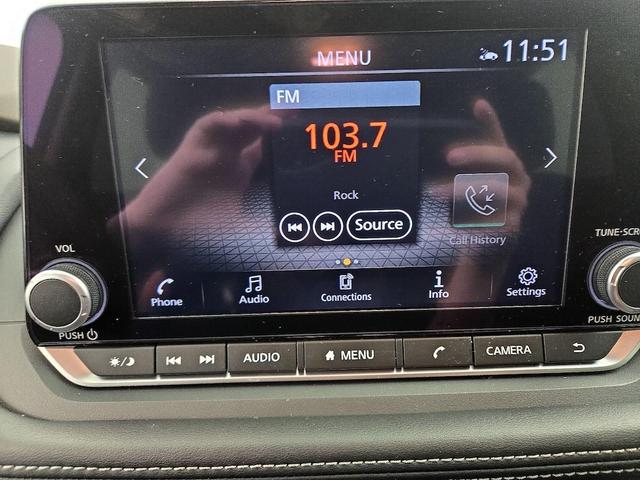 MENU
11:51
FM
103.7
FM
Rock
Source
Call History
VOL
TUNE·SCR
Phone
Audio
Connections
Info
Settings
PUSH
PUSH SOUN
AUDIO
MENU
CAMERA